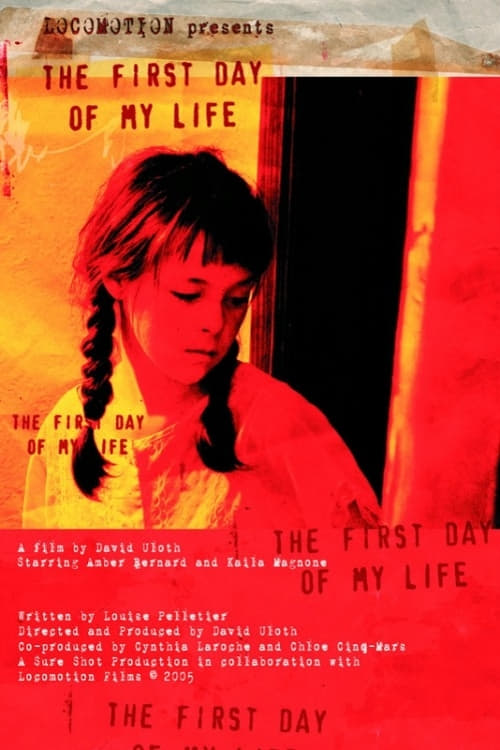 LOCOMOTION presents
THE FIRST DAY
OF MY LIFE
THE FIRST DAY
OF MY LIFE
A film by David Uloth
Starring Amber Bernard and Kaila Magnone
THE FIRST DAY
OF MY LIFE
Written by Louise Pelletier
Directed and Produced by David Uloth
Co-produced by Cynthia Laroche and Chloe Cinq-Mars
A Sure Shot Production in collaboration with
Locomotion Films © 2005
THE FIRST DAY
OF MY LIFE